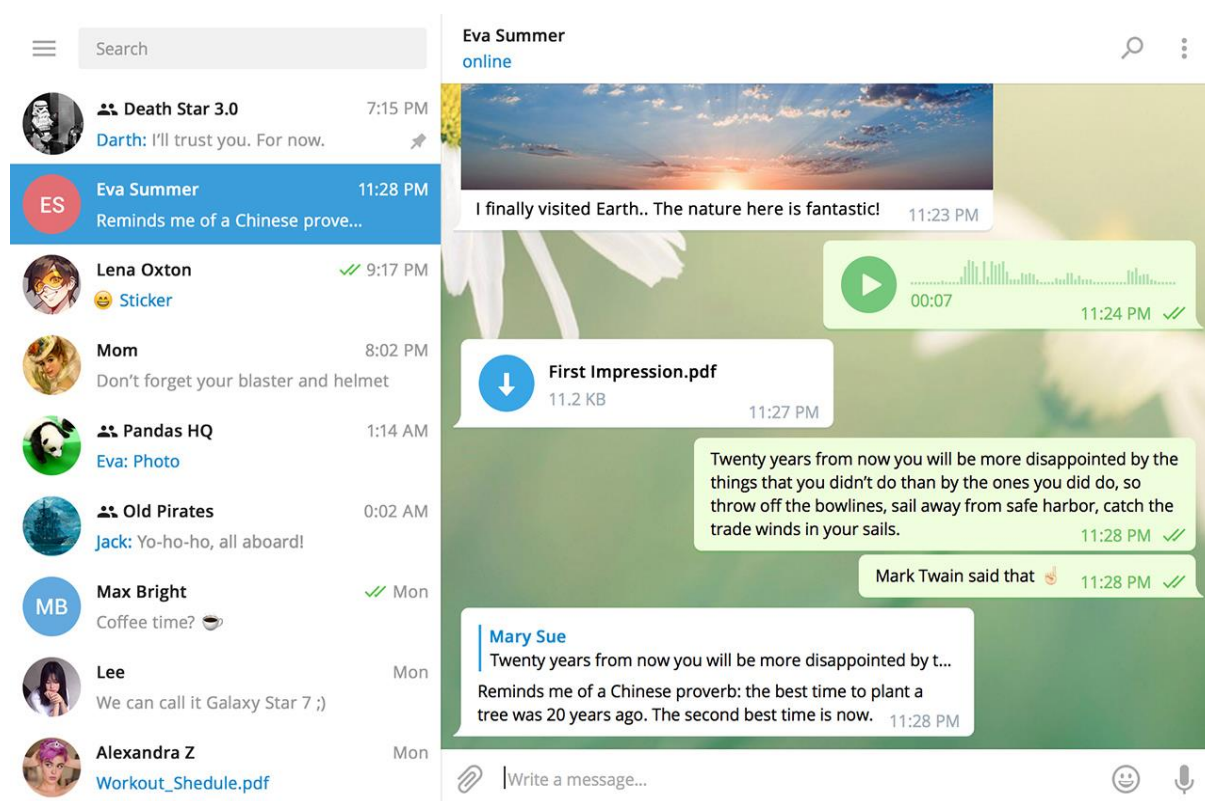 Search
Death Star 3.0 7:15 PM
Darth: I'll trust you. For now.
ES
Eva Summer 11:28 PM
Reminds me of a Chinese prove...
Lena Oxton 9:17 PM
😀 Sticker
Mom 8:02 PM
Don't forget your blaster and helmet
Pandas HQ 1:14 AM
Eva: Photo
Old Pirates 0:02 AM
Jack: Yo-ho-ho, all aboard!
MB
Max Bright Mon
Coffee time? ☕
Lee Mon
We can call it Galaxy Star 7 ;)
Alexandra Z Mon
Workout_Shedule.pdf
Eva Summer
online
I finally visited Earth.. The nature here is fantastic! 11:23 PM
00:07
11:24 PM
First Impression.pdf
11.2 KB
11:27 PM
Twenty years from now you will be more disappointed by the
things that you didn't do than by the ones you did do, so
throw off the bowlines, sail away from safe harbor, catch the
trade winds in your sails. 11:28 PM
Mark Twain said that ☝🏻 11:28 PM
Mary Sue
Twenty years from now you will be more disappointed by t...
Reminds me of a Chinese proverb: the best time to plant a
tree was 20 years ago. The second best time is now. 11:28 PM
Write a message...